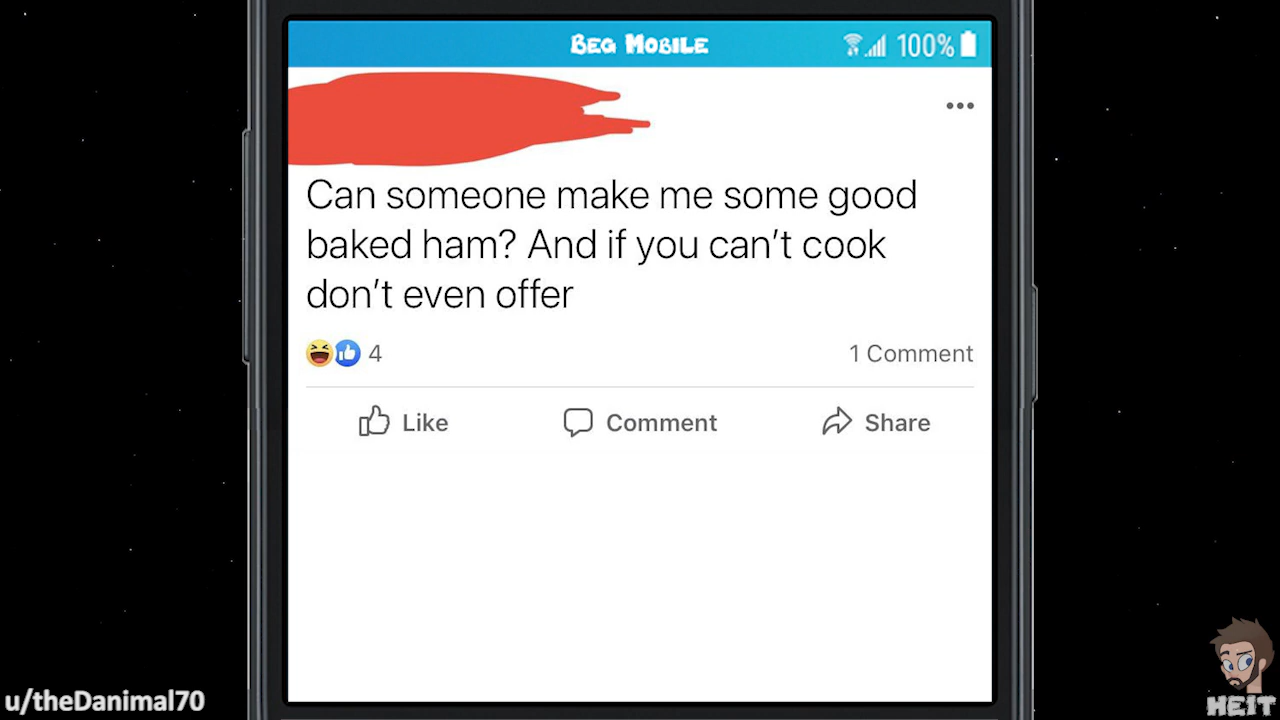 BEG MOBILE
100%
Can someone make me some good
baked ham? And if you can't cook
don't even offer
4
1 Comment
Like
Comment
Share
u/theDanimal70
HEIT